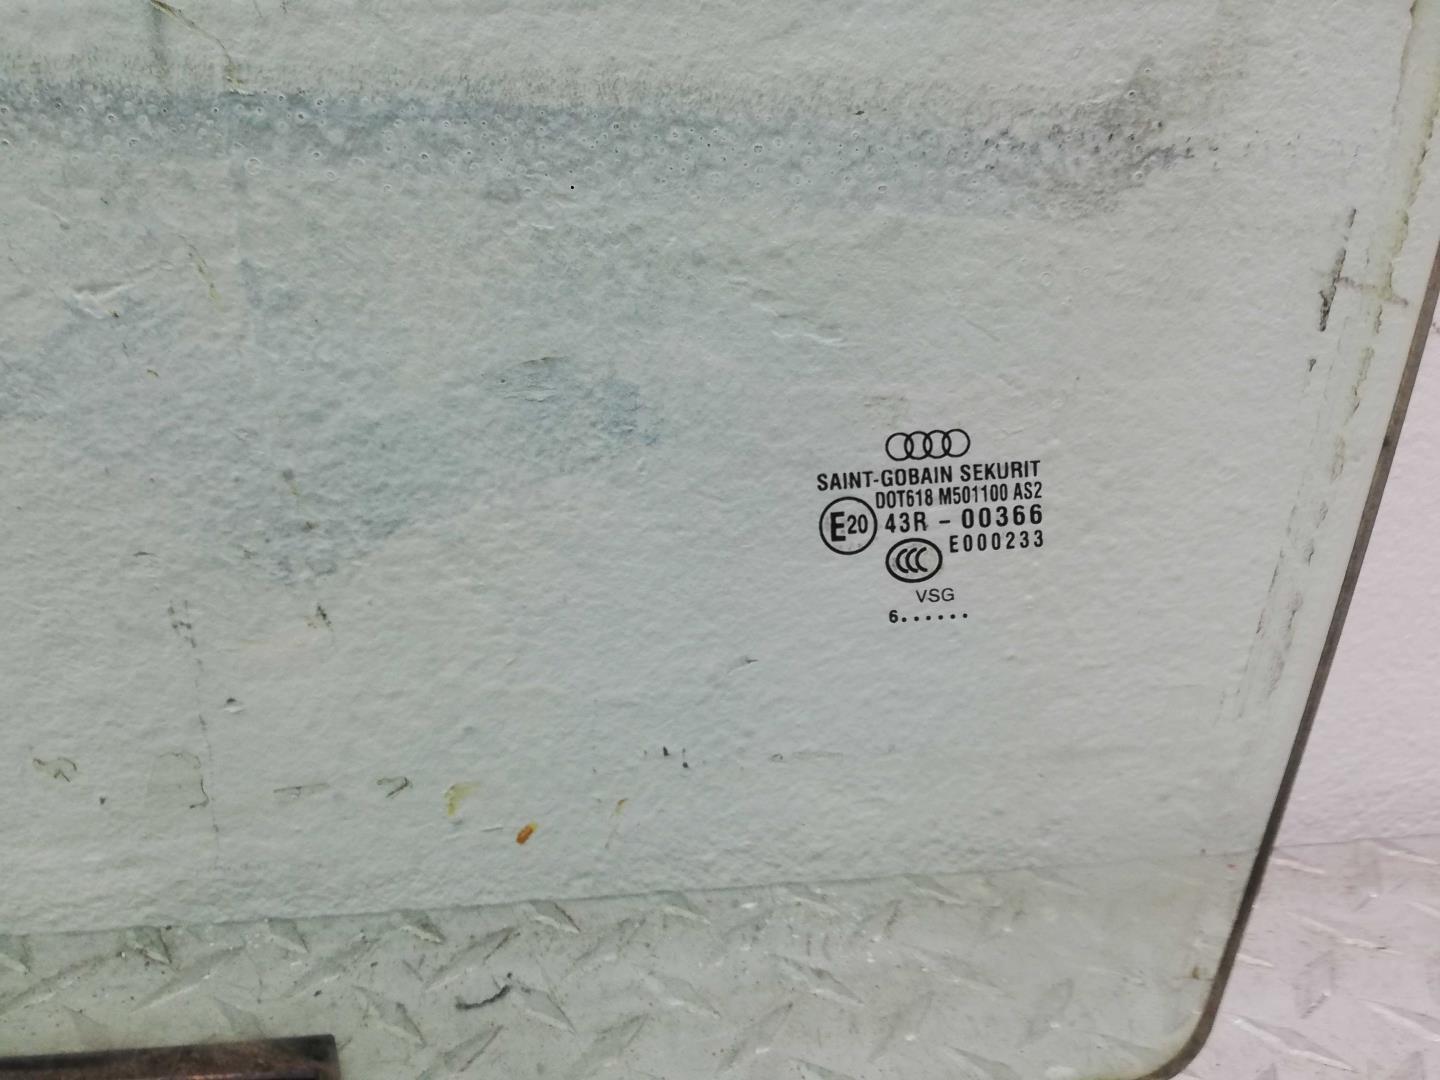 SAINT-GOBAIN SEKURIT
DOT618 M501100 AS2
E20 43R - 00366
E000233
CCC
VSG
6......